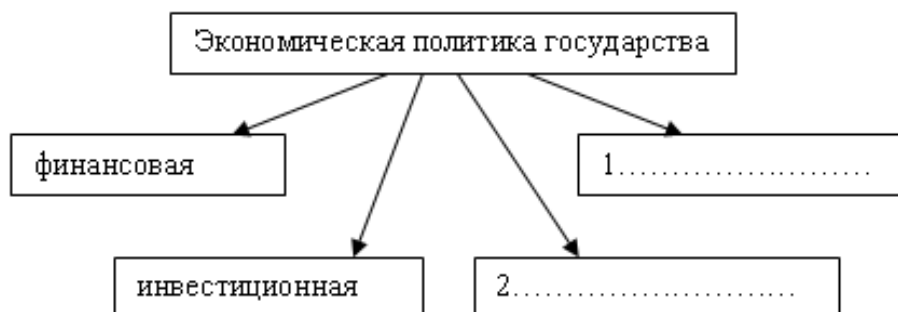 Экономическая политика государства
финансовая
1........................
инвестиционная
2............................